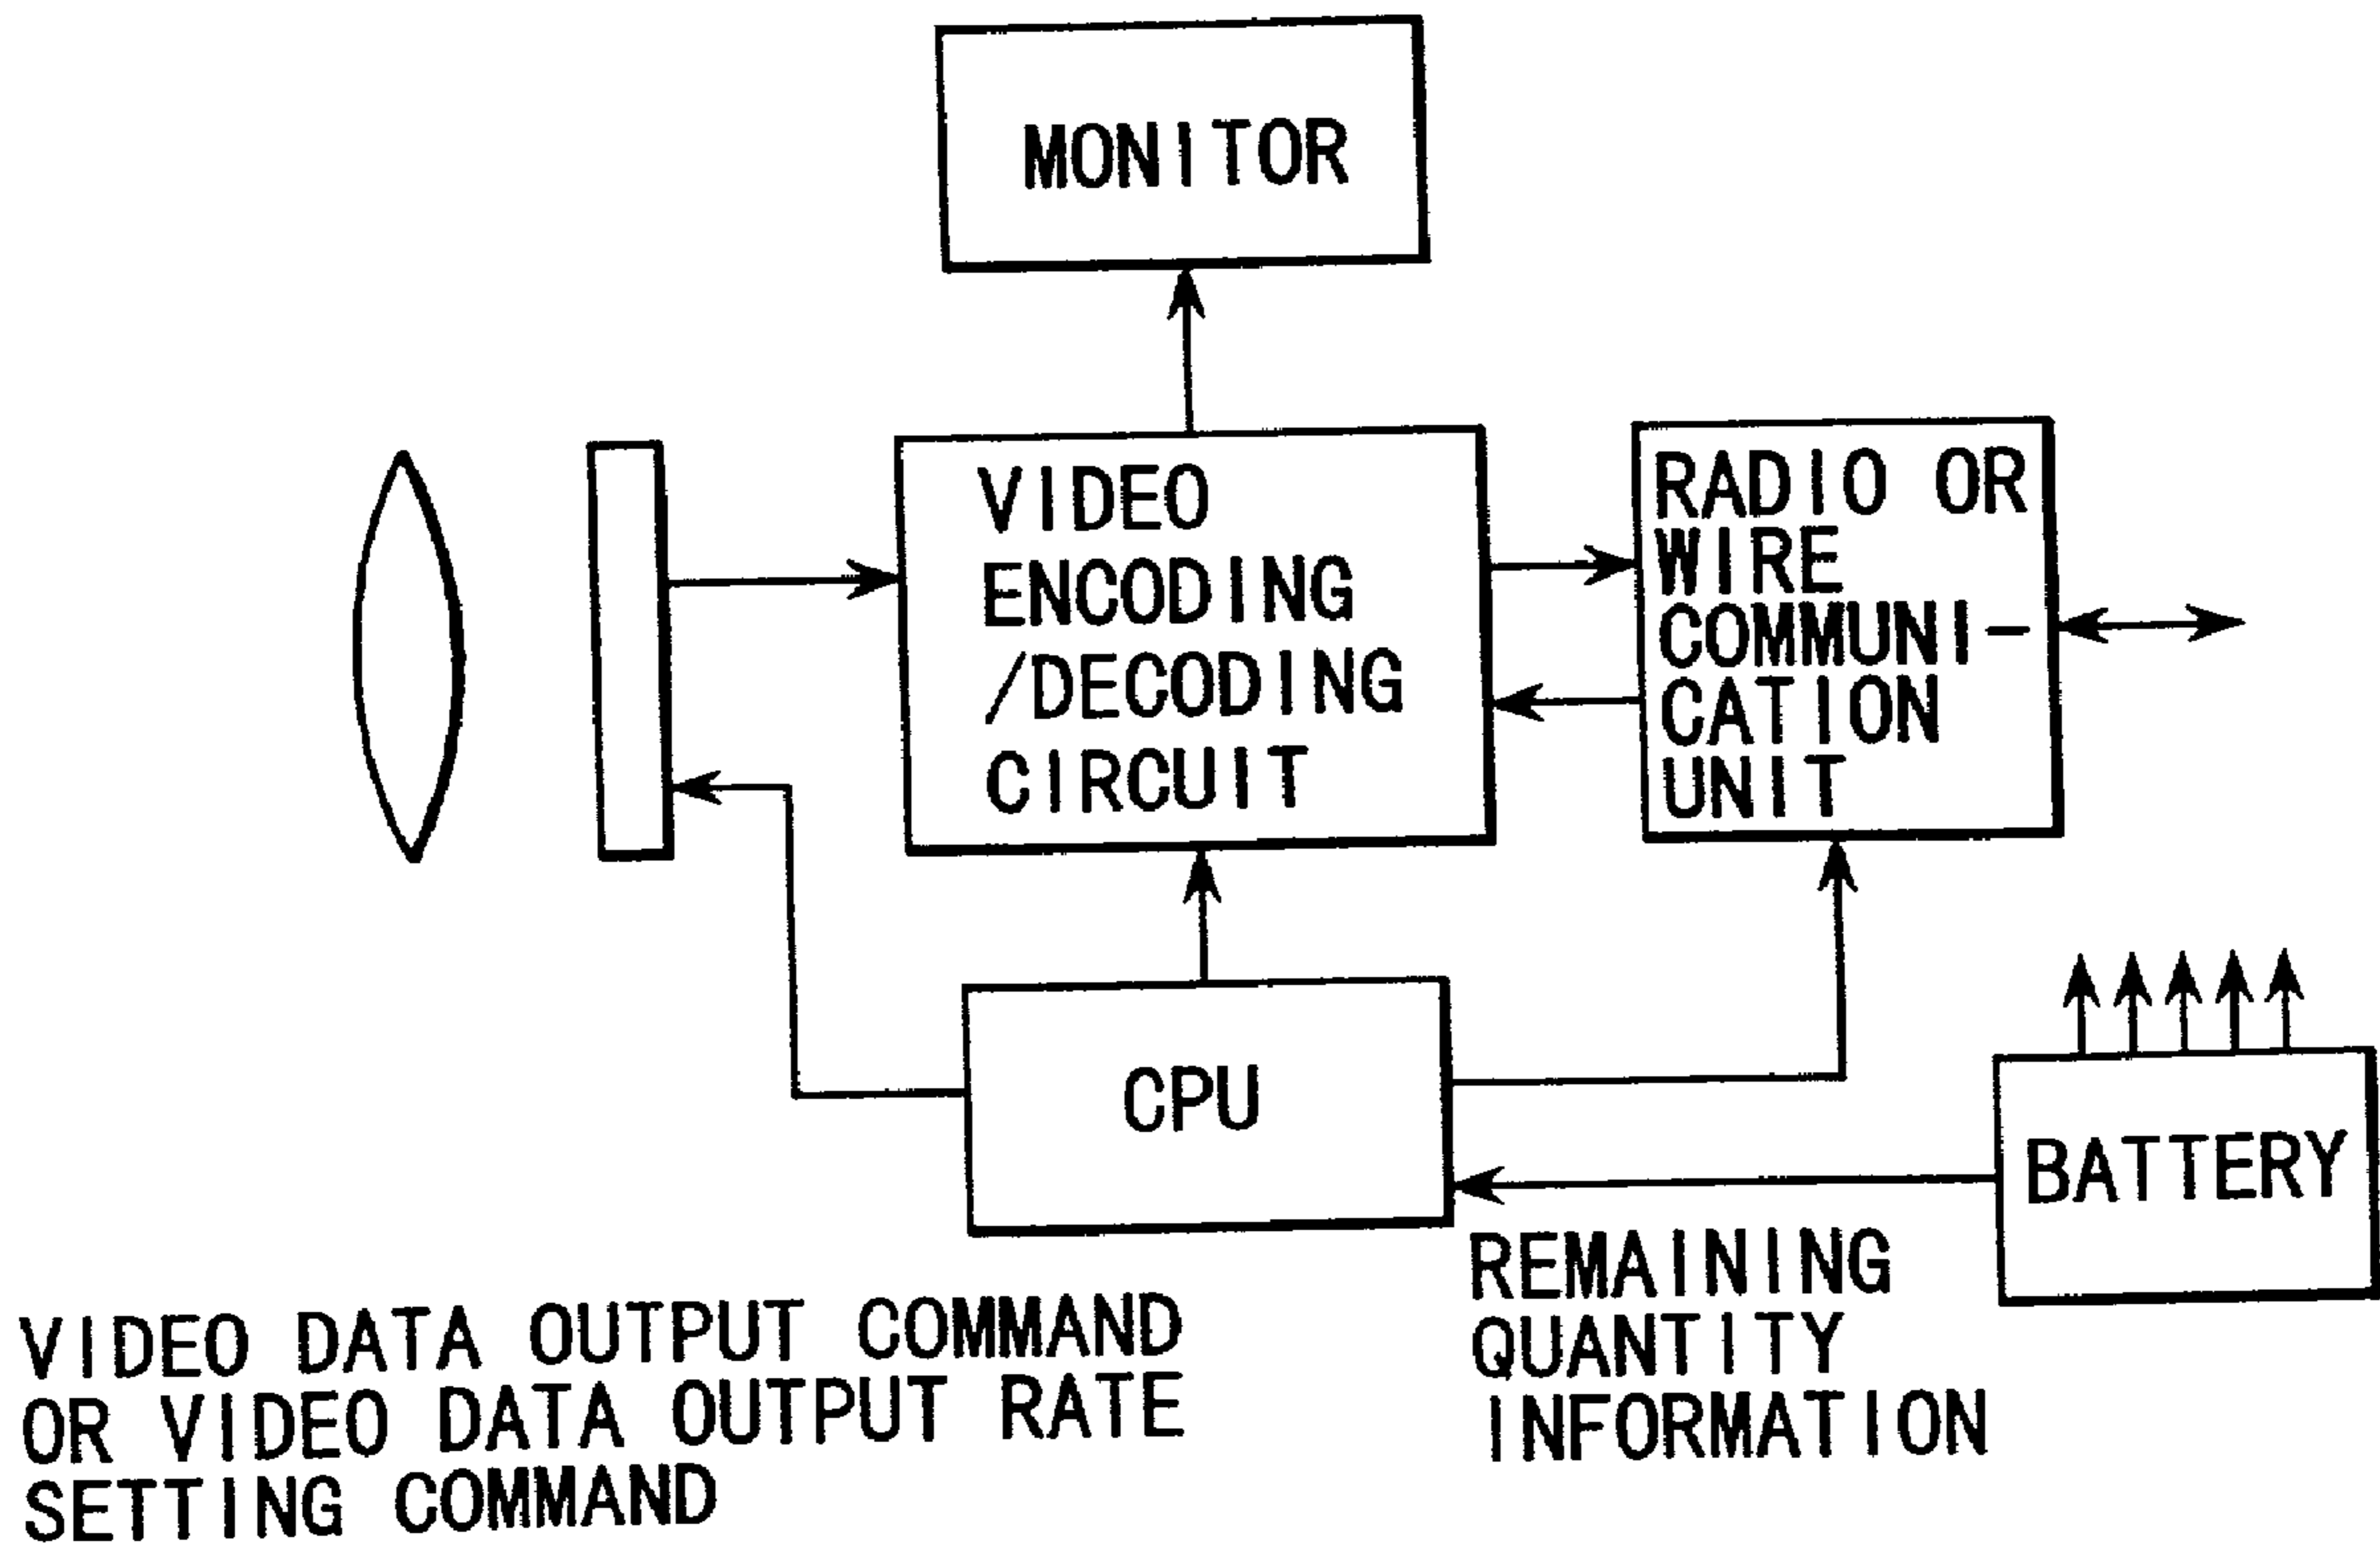 MONITOR
VIDEO
ENCODING
/DECODING
CIRCUIT
RADIO OR
WIRE
COMMUNI-
CATION
UNIT
CPU
BATTERY
REMAINING
QUANTITY
INFORMATION
VIDEO DATA OUTPUT COMMAND
OR VIDEO DATA OUTPUT RATE
SETTING COMMAND